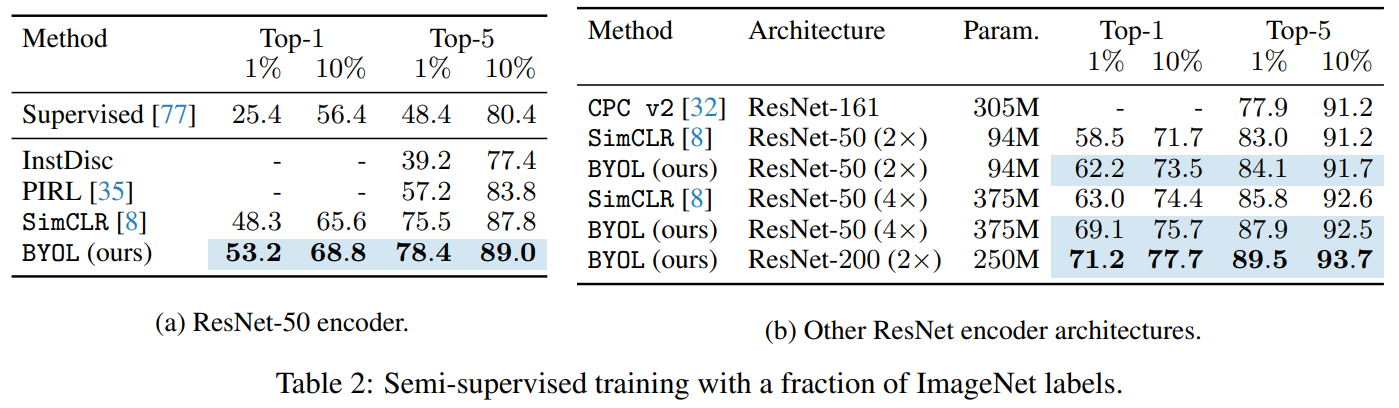 Method Top-1 Top-5
1% 10% 1% 10%
Supervised [77] 25.4 56.4 48.4 80.4
InstDisc - - 39.2 77.4
PIRL [35] - - 57.2 83.8
SimCLR [8] 48.3 65.6 75.5 87.8
BYOL (ours) 53.2 68.8 78.4 89.0
(a) ResNet-50 encoder.
Method Architecture Param. Top-1 Top-5
1% 10% 1% 10%
CPC v2 [32] ResNet-161 305M - - 77.9 91.2
SimCLR [8] ResNet-50 (2×) 94M 58.5 71.7 83.0 91.2
BYOL (ours) ResNet-50 (2×) 94M 62.2 73.5 84.1 91.7
SimCLR [8] ResNet-50 (4×) 375M 63.0 74.4 85.8 92.6
BYOL (ours) ResNet-50 (4×) 375M 69.1 75.7 87.9 92.5
BYOL (ours) ResNet-200 (2×) 250M 71.2 77.7 89.5 93.7
(b) Other ResNet encoder architectures.
Table 2: Semi-supervised training with a fraction of ImageNet labels.